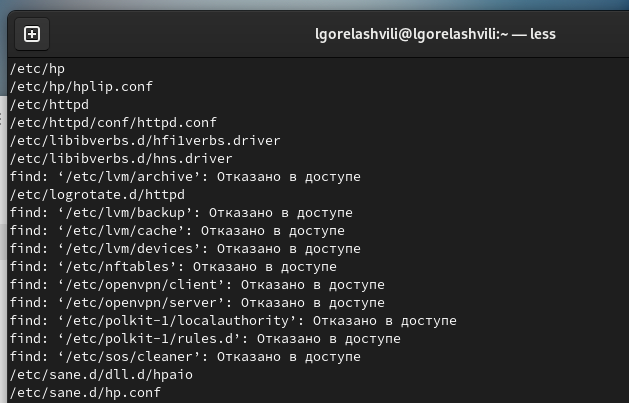 lgorelashvili@lgorelashvili:~ — less
/etc/hp
/etc/hp/hplip.conf
/etc/httpd
/etc/httpd/conf/httpd.conf
/etc/libibverbs.d/hfi1verbs.driver
/etc/libibverbs.d/hns.driver
find: ‘/etc/lvm/archive’: Отказано в доступе
/etc/logrotate.d/httpd
find: ‘/etc/lvm/backup’: Отказано в доступе
find: ‘/etc/lvm/cache’: Отказано в доступе
find: ‘/etc/lvm/devices’: Отказано в доступе
find: ‘/etc/nftables’: Отказано в доступе
find: ‘/etc/openvpn/client’: Отказано в доступе
find: ‘/etc/openvpn/server’: Отказано в доступе
find: ‘/etc/polkit-1/localauthority’: Отказано в доступе
find: ‘/etc/polkit-1/rules.d’: Отказано в доступе
find: ‘/etc/sos/cleaner’: Отказано в доступе
/etc/sane.d/dll.d/hpaio
/etc/sane.d/hp.conf